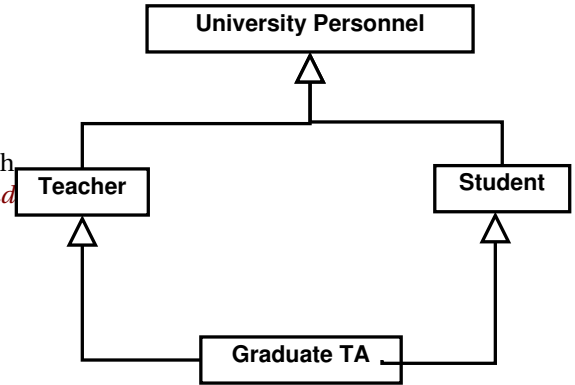 University Personnel
h
d
Teacher
Student
Graduate TA